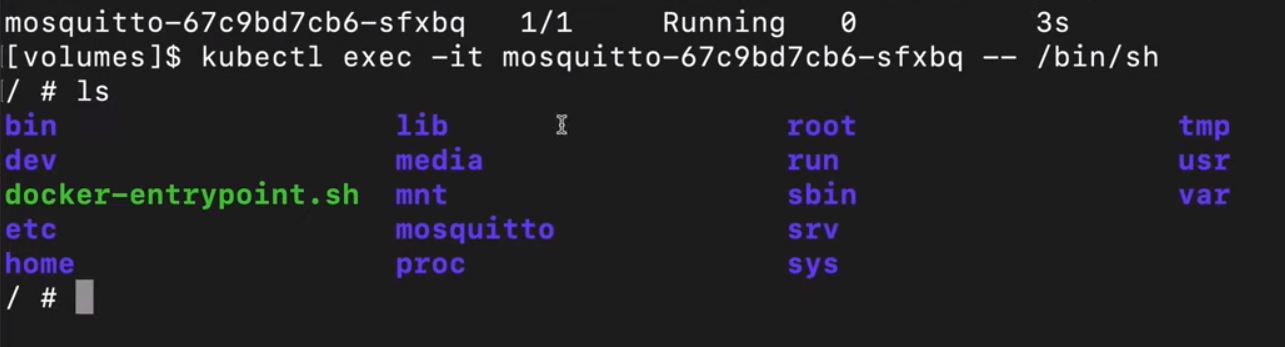 mosquitto-67c9bd7cb6-sfxbq 1/1 Running 0 3s
[volumes]$ kubectl exec -it mosquitto-67c9bd7cb6-sfxbq -- /bin/sh
/ # ls
bin lib root tmp
dev media run usr
docker-entrypoint.sh mnt sbin var
etc mosquitto srv
home proc sys
/ #